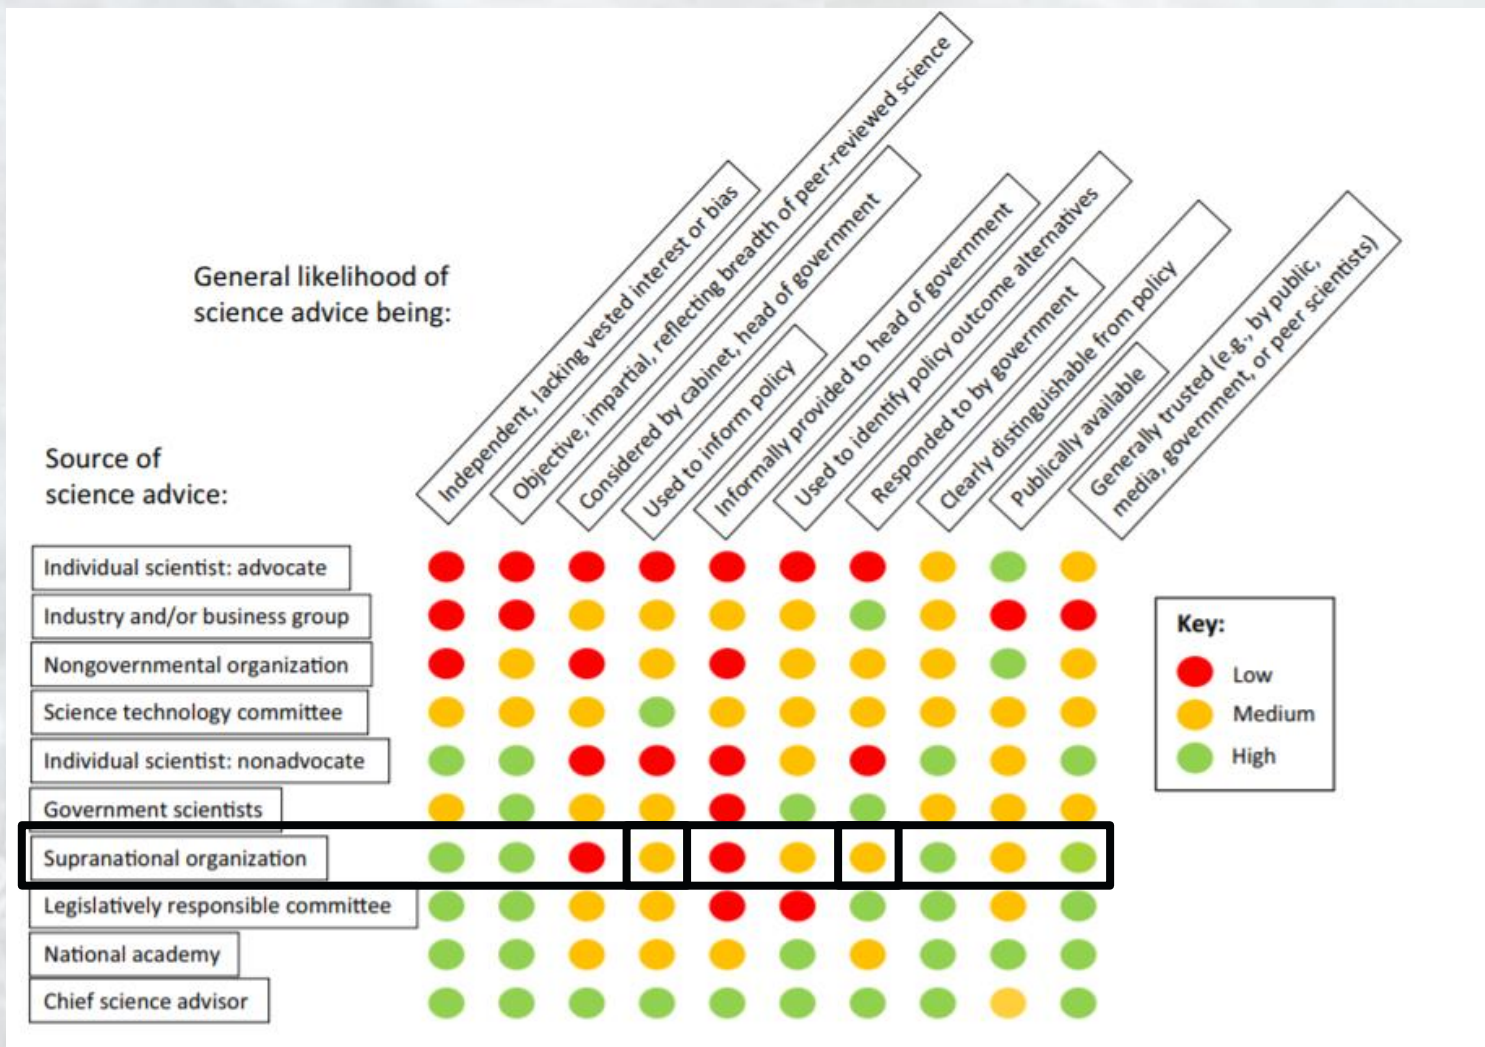 General likelihood of
science advice being:
Independent, lacking vested interest or bias
Objective, impartial, reflecting breadth of peer-reviewed science
Considered by cabinet, head of government
Used to inform policy
Informally provided to head of government
Used to identify policy outcome alternatives
Responded to by government
Clearly distinguishable from policy
Publically available
Generally trusted (e.g., by public,
media, government, or peer scientists)
Source of
science advice:
Individual scientist: advocate
Industry and/or business group
Nongovernmental organization
Science technology committee
Individual scientist: nonadvocate
Government scientists
Supranational organization
Legislatively responsible committee
National academy
Chief science advisor
Key:
Low
Medium
High